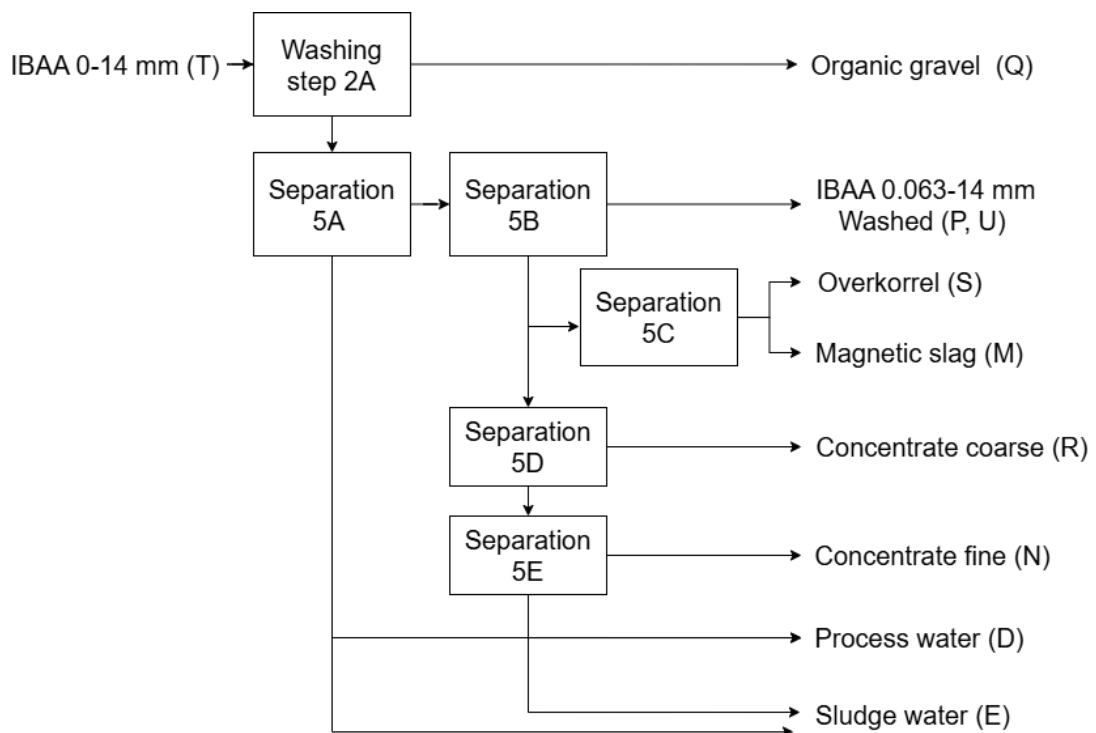 IBAA 0-14 mm (T)
Washing
step 2A
Organic gravel (Q)
Separation
5A
Separation
5B
IBAA 0.063-14 mm
Washed (P, U)
Separation
5C
Overkorrel (S)
Magnetic slag (M)
Separation
5D
Concentrate coarse (R)
Separation
5E
Concentrate fine (N)
Process water (D)
Sludge water (E)